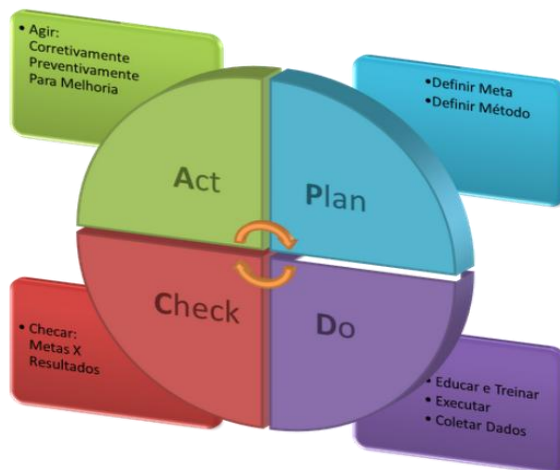 • Agir:
Corretivamente
Preventivamente
Para Melhoria
•Definir Meta
•Definir Método
Act
Plan
Check
Do
• Checar:
Metas X
Resultados
• Educar e Treinar
• Executar
• Coletar Dados